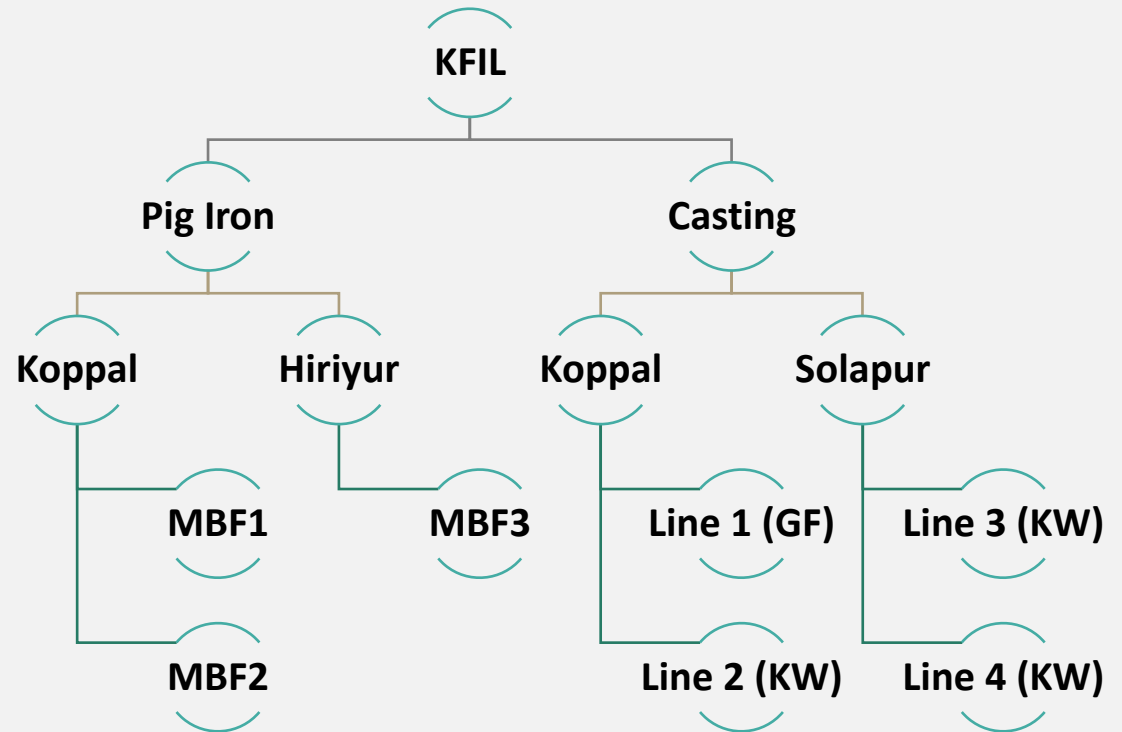 KFIL
Pig Iron
Casting
Koppal
Hiriyur
Koppal
Solapur
MBF1
MBF3
Line 1 (GF)
Line 3 (KW)
MBF2
Line 2 (KW)
Line 4 (KW)